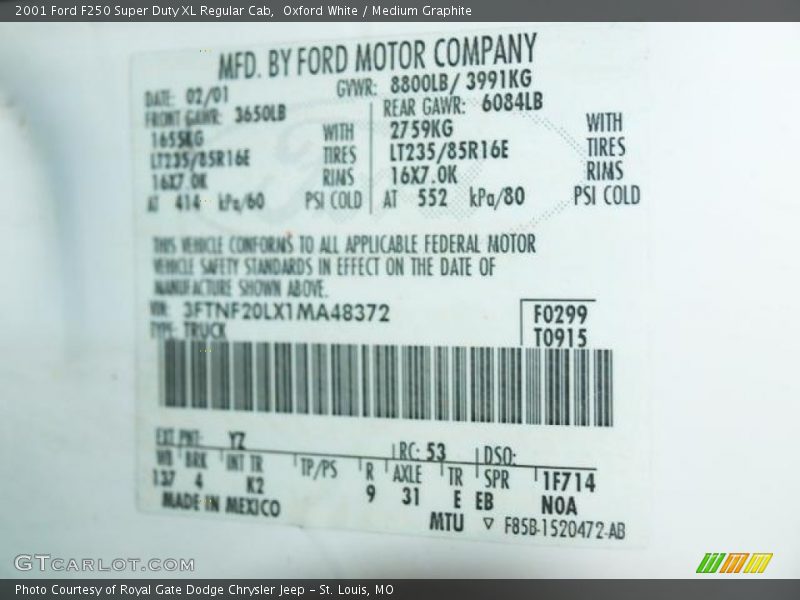 2001 Ford F250 Super Duty XL Regular Cab, Oxford White / Medium Graphite
MFD. BY FORD MOTOR COMPANY
DATE: 02/01 GVWR: 8800LB/ 3991KG
FRONT GAWR: 3650LB REAR GAWR: 6084LB
1655KG WITH 2759KG WITH
LT235/85R16E TIRES LT235/85R16E TIRES
16X7.0K RIMS 16X7.0K RIMS
AT 414 kPa/60 PSI COLD AT 552 kPa/80 PSI COLD
THIS VEHICLE CONFORMS TO ALL APPLICABLE FEDERAL MOTOR
VEHICLE SAFETY STANDARDS IN EFFECT ON THE DATE OF
MANUFACTURE SHOWN ABOVE.
VIN: 3FTNF20LX1MA48372 F0299
TYPE: TRUCK T0915
EXT PNT: YZ RC: 53 DSO:
WB BRK INT TR TP/PS R AXLE TR SPR 1F714
137 4 K2 9 31 E EB NOA
MADE IN MEXICO MTU ▽ F85B-1520472-AB
GTCARLOT.COM
Photo Courtesy of Royal Gate Dodge Chrysler Jeep - St. Louis, MO